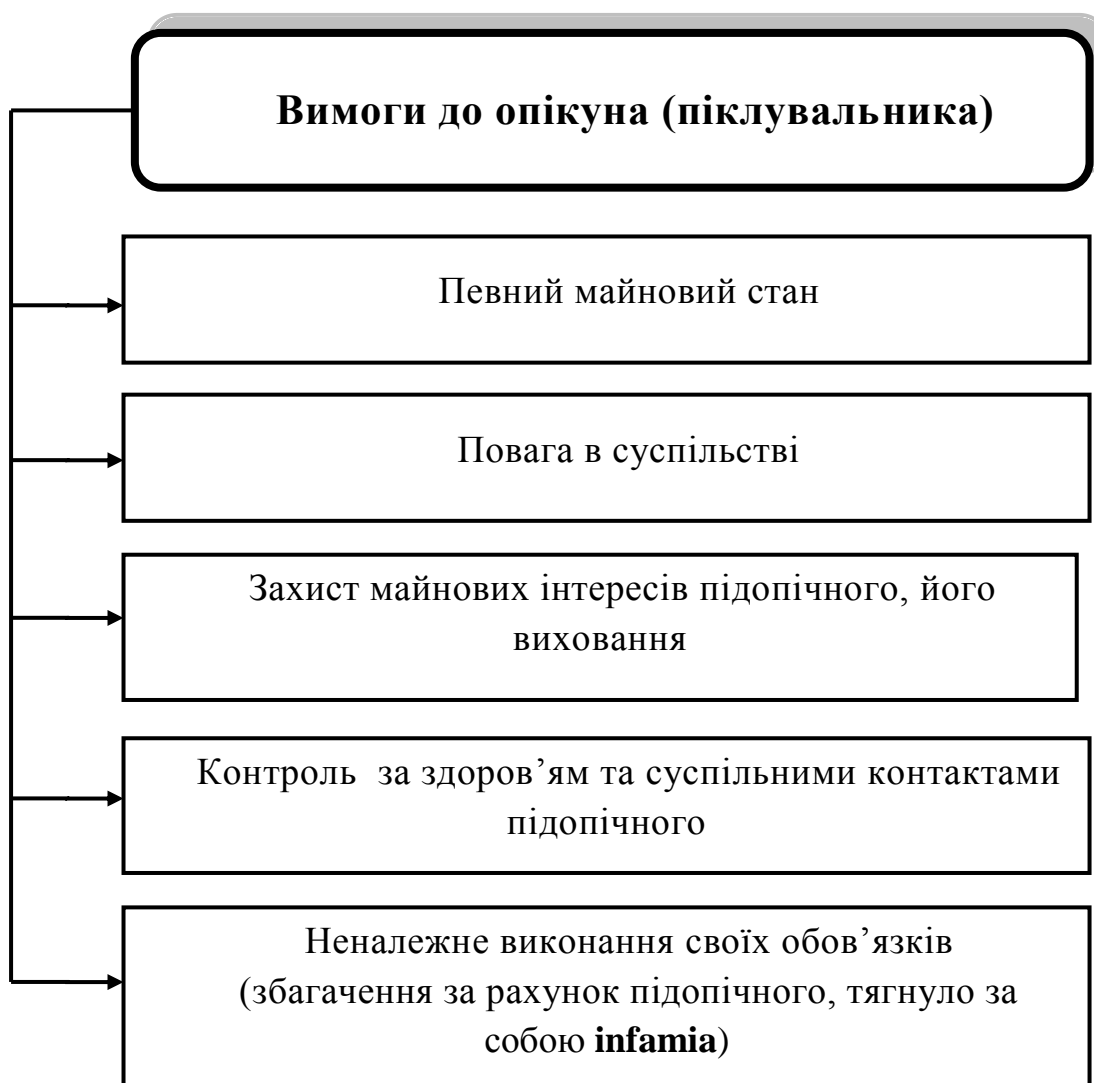 Вимоги до опікуна (піклувальника)
Певний майновий стан
Повага в суспільстві
Захист майнових інтересів підопічного, його
виховання
Контроль за здоров’ям та суспільними контактами
підопічного
Неналежне виконання своїх обов’язків
(збагачення за рахунок підопічного, тягнуло за
собою infamia)